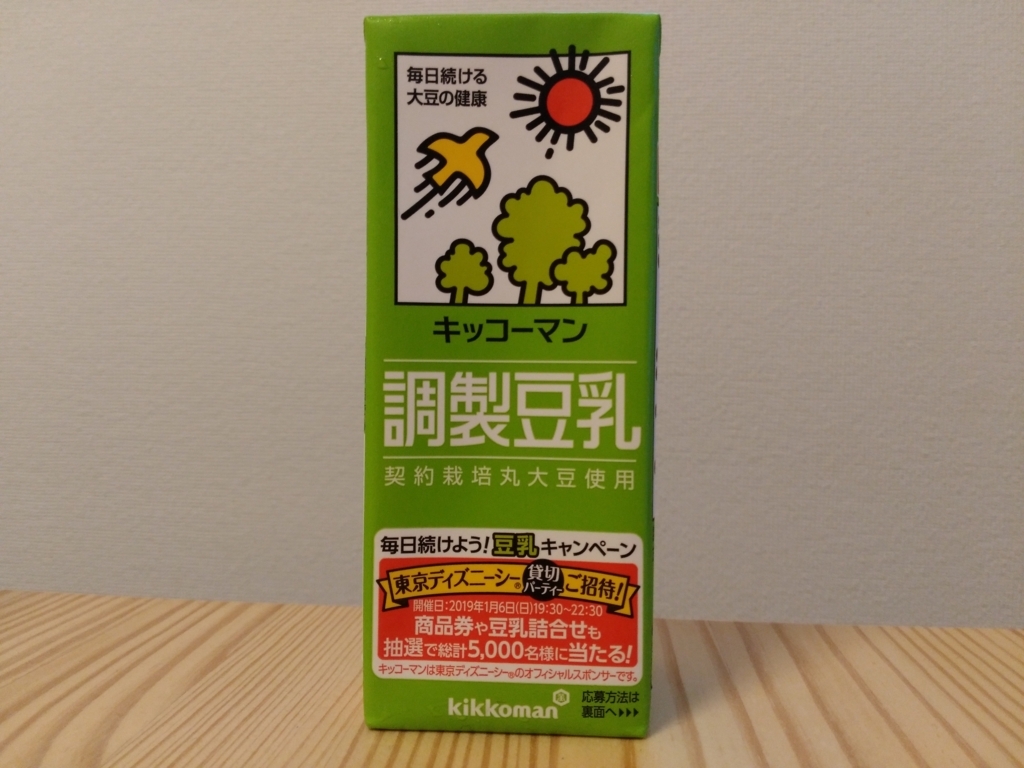 毎日続ける
大豆の健康
キッコーマン
調製豆乳
契約栽培丸大豆使用
毎日続けよう!豆乳キャンペーン
東京ディズニーシー®貸切パーティーご招待!
開催日:2019年1月6日(日)19:30~22:30
商品券や豆乳詰合せも
抽選で総計5,000名様に当たる!
キッコーマンは東京ディズニーシー®のオフィシャルスポンサーです。
kikkoman
応募方法は
裏面へ